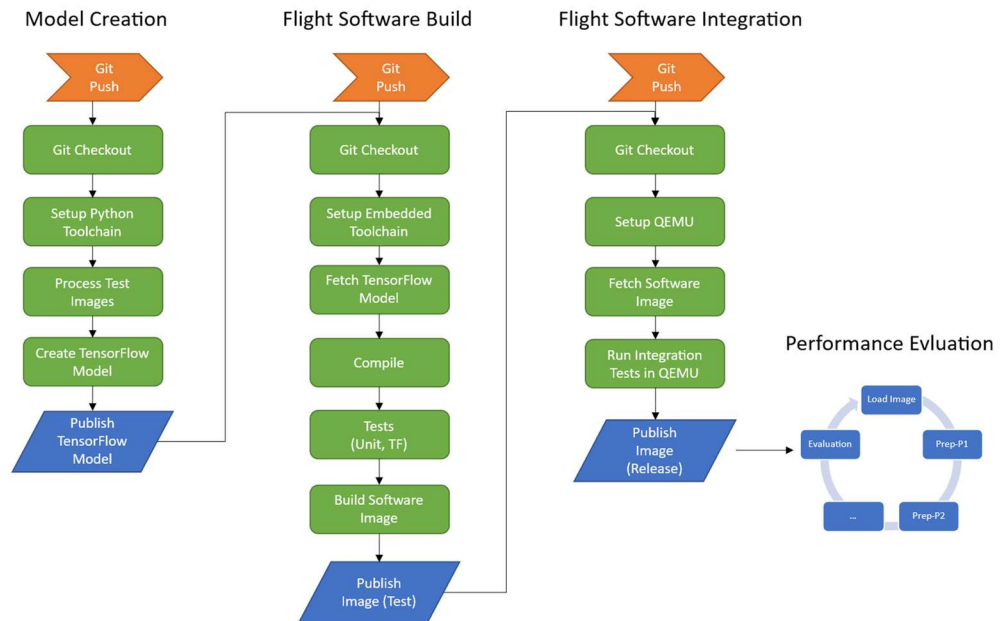 Model Creation
Git
Push
Git Checkout
Setup Python
Toolchain
Process Test
Images
Create TensorFlow
Model
Publish
TensorFlow
Model
Flight Software Build
Git
Push
Git Checkout
Setup Embedded
Toolchain
Fetch TensorFlow
Model
Compile
Tests
(Unit, TF)
Build Software
Image
Publish
Image (Test)
Flight Software Integration
Git
Push
Git Checkout
Setup QEMU
Fetch Software
Image
Run Integration
Tests in QEMU
Publish
Image
(Release)
Performance Evluation
Load Image
Prep-P1
Prep-P2
...
Evaluation